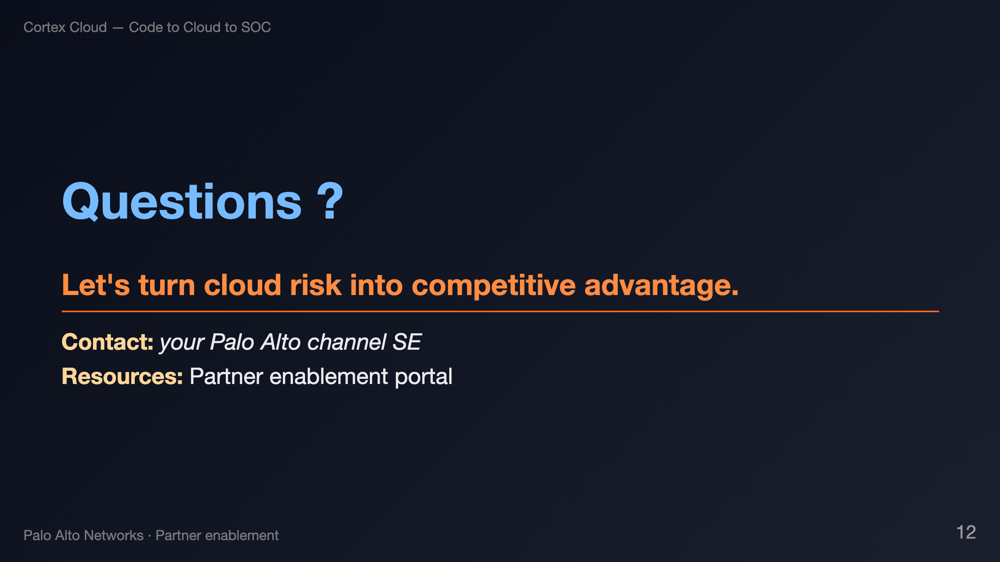 Cortex Cloud — Code to Cloud to SOC
Questions ?
Let's turn cloud risk into competitive advantage.
Contact: your Palo Alto channel SE
Resources: Partner enablement portal
Palo Alto Networks · Partner enablement
12